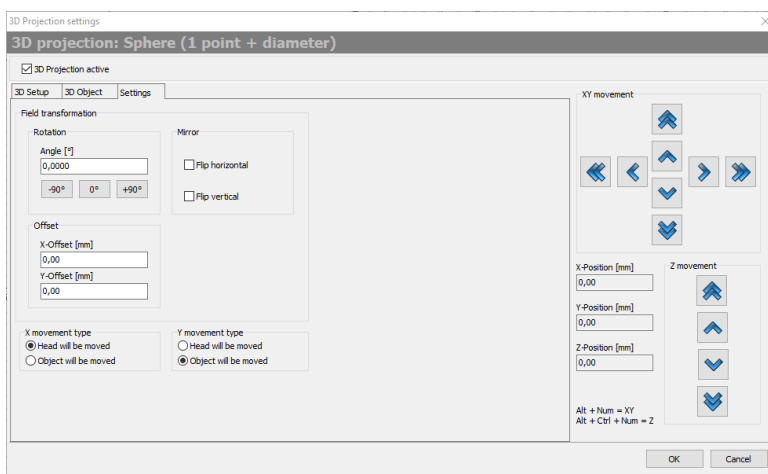 3D Projection settings
3D projection: Sphere (1 point + diameter)
3D Projection active
3D Setup 3D Object Settings
Field transformation
Rotation
Angle [°]
0,0000
-90° 0° +90°
Mirror
Flip horizontal
Flip vertical
Offset
X-Offset [mm]
0,00
Y-Offset [mm]
0,00
X movement type
Head will be moved
Object will be moved
Y movement type
Head will be moved
Object will be moved
XY movement
X-Position [mm]
0,00
Y-Position [mm]
0,00
Z-Position [mm]
0,00
Z movement
Alt + Num = XY
Alt + Ctrl + Num = Z
OK Cancel